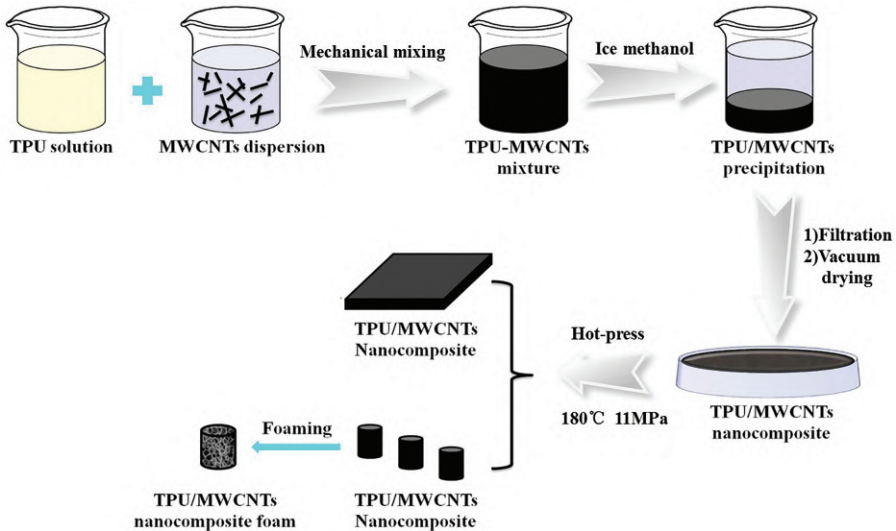 Mechanical mixing
Ice methanol
TPU solution
MWCNTs dispersion
TPU-MWCNTs
mixture
TPU/MWCNTs
precipitation
1)Filtration
2)Vacuum
drying
TPU/MWCNTs
nanocomposite
Hot-press
180℃ 11MPa
TPU/MWCNTs
Nanocomposite
TPU/MWCNTs
Nanocomposite
Foaming
TPU/MWCNTs
nanocomposite foam